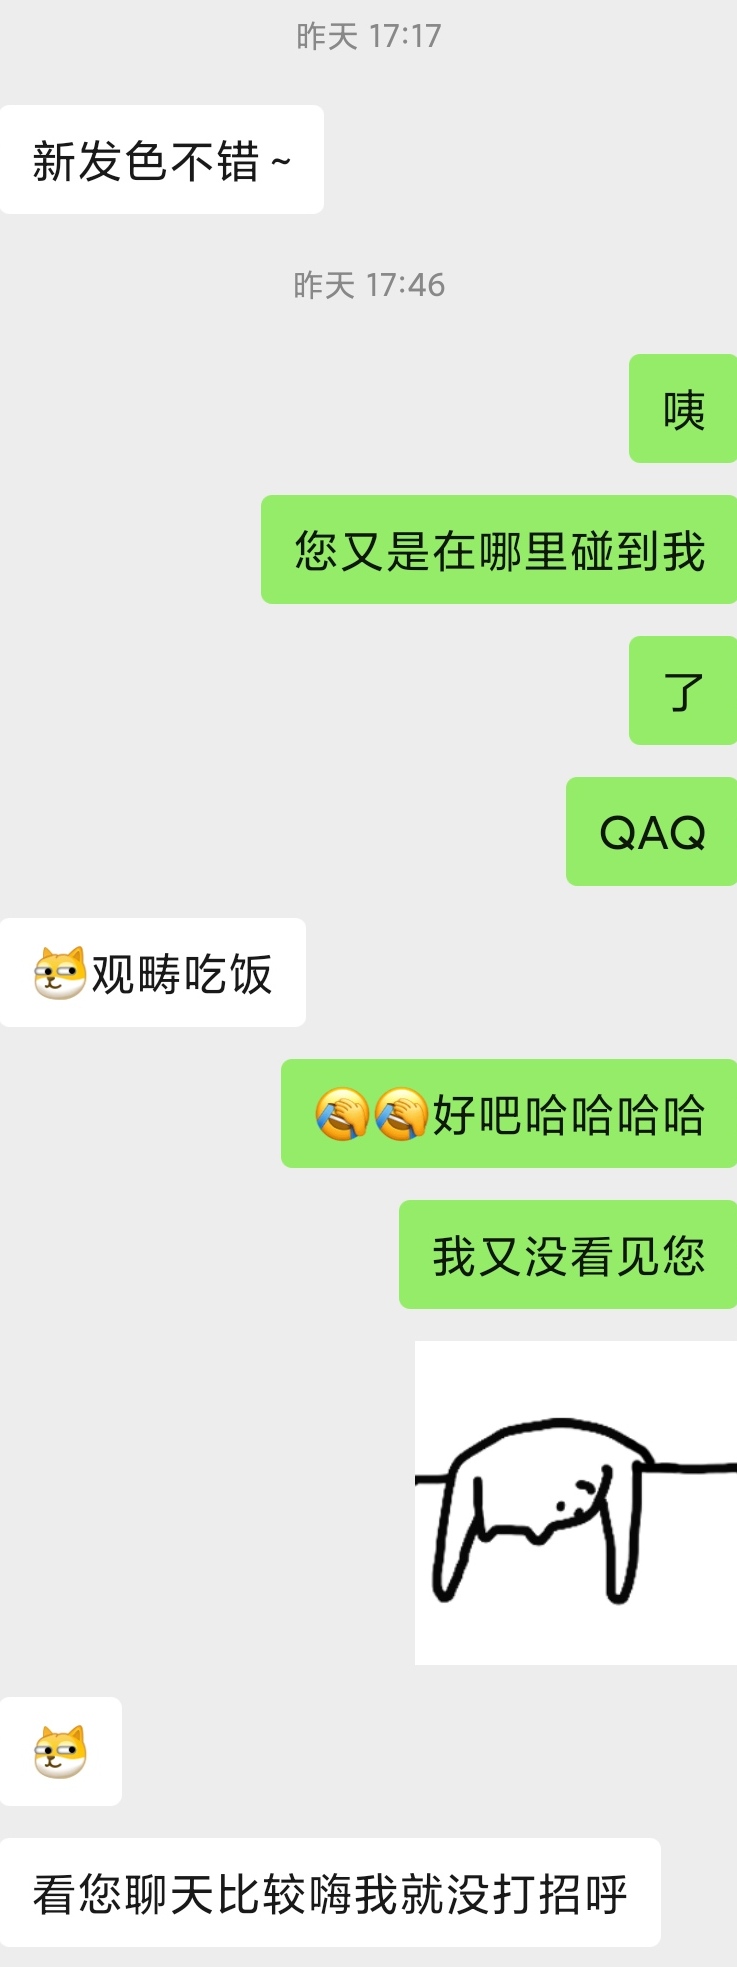 昨天 17:17
新发色不错~
昨天 17:46
咦
您又是在哪里碰到我
了
QAQ
观畴吃饭
好吧哈哈哈哈
我又没看见您
看您聊天比较嗨我就没打招呼